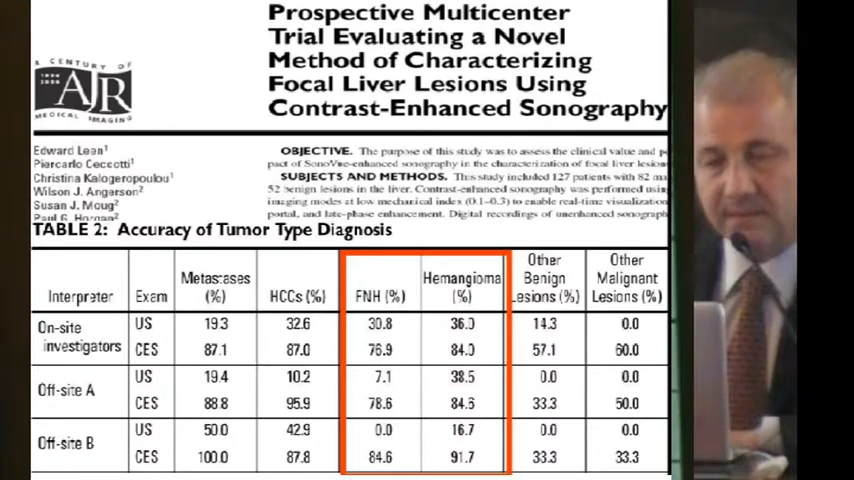 Prospective Multicenter
Trial Evaluating a Novel
Method of Characterizing
Focal Liver Lesions Using
Contrast-Enhanced Sonography
A CENTURY OF
AJR
MEDICAL IMAGING
Edward Leen¹
Piercarlo Ceccotti¹
Christina Kalogeropoulou¹
Wilson J. Angerson²
Susan J. Moug²
Paul G. Horgan²
OBJECTIVE. The purpose of this study was to assess the clinical value and
pact of SonoVue-enhanced sonography in the characterization of focal liver lesion
SUBJECTS AND METHODS. This study included 127 patients with 82 ma
52 benign lesions in the liver. Contrast-enhanced sonography was performed usin
imaging modes at low mechanical index (0.1–0.3) to enable real-time visualization
portal, and late-phase enhancement. Digital recordings of unenhanced sonograph
TABLE 2: Accuracy of Tumor Type Diagnosis
Interpreter Exam Metastases (%) HCCs (%) FNH (%) Hemangioma (%) Other Benign Lesions (%) Other Malignant Lesions (%)
On-site investigators US 19.3 32.6 30.8 36.0 14.3 0.0
CES 87.1 87.0 76.9 84.0 57.1 60.0
Off-site A US 19.4 10.2 7.1 38.5 0.0 0.0
CES 88.8 95.9 78.6 84.6 33.3 50.0
Off-site B US 50.0 42.9 0.0 16.7 0.0 0.0
CES 100.0 87.8 84.6 91.7 33.3 33.3